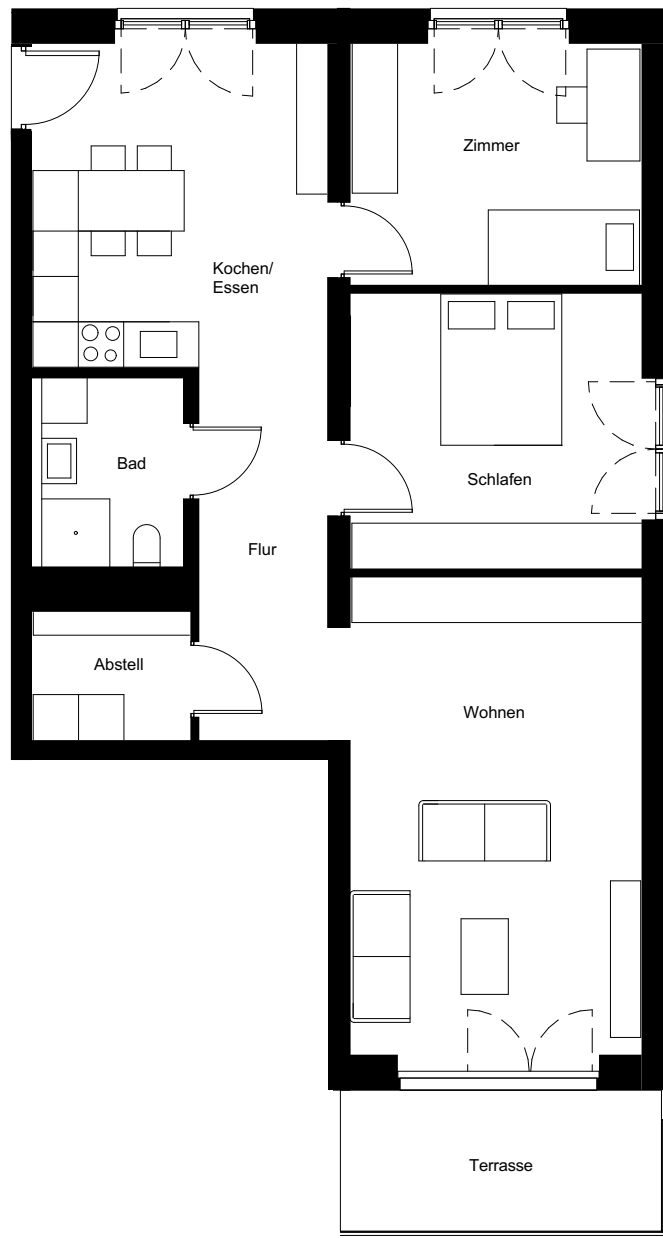 Zimmer
Kochen/
Essen
Bad
Schlafen
Flur
Abstell
Wohnen
Terrasse